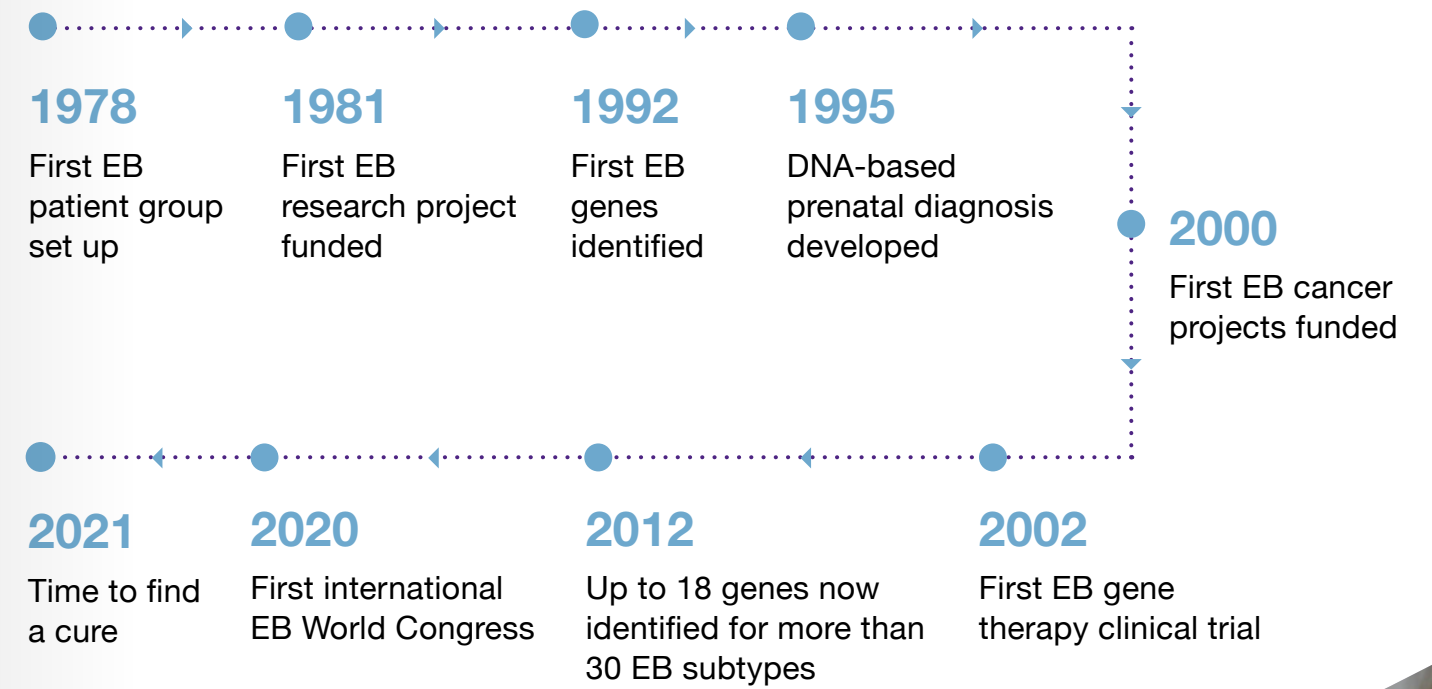 1978
First EB
patient group
set up
1981
First EB
research project
funded
1992
First EB
genes
identified
1995
DNA-based
prenatal diagnosis
developed
2000
First EB cancer
projects funded
2002
First EB gene
therapy clinical trial
2012
Up to 18 genes now
identified for more than
30 EB subtypes
2020
First international
EB World Congress
2021
Time to find
a cure